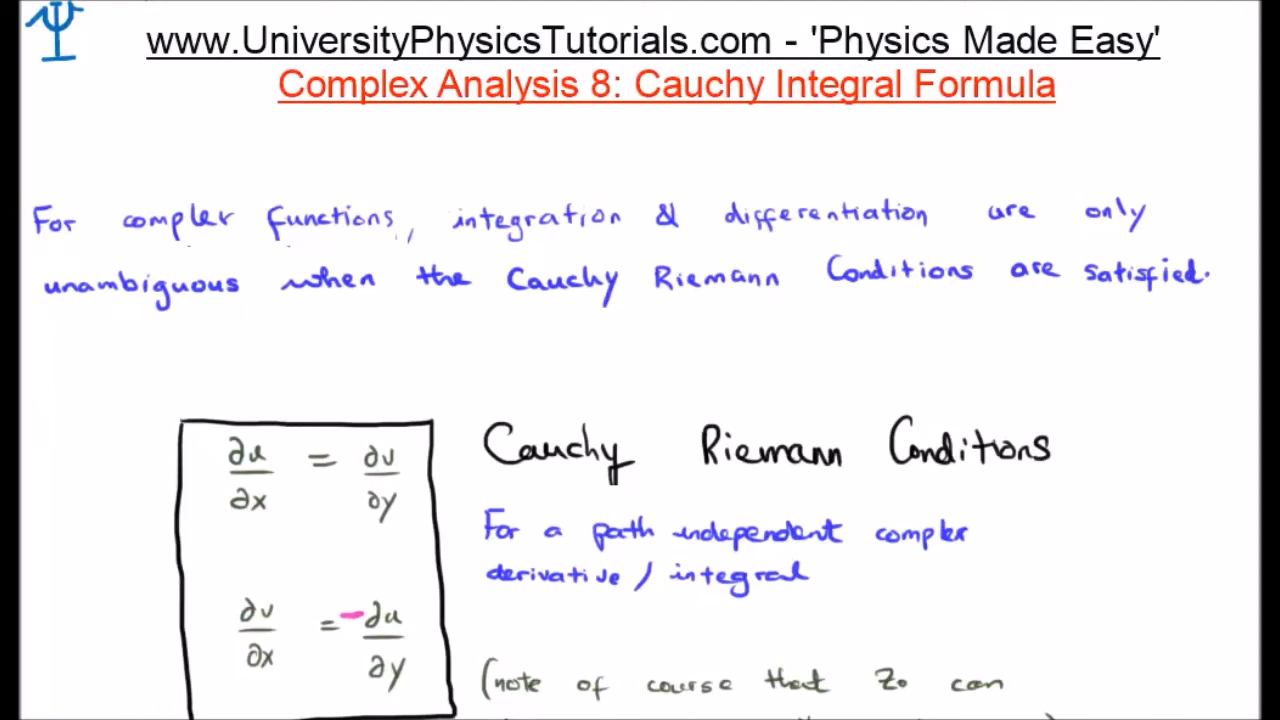 www.UniversityPhysicsTutorials.com - 'Physics Made Easy'
Complex Analysis 8: Cauchy Integral Formula
For complex functions, integration & differentiation are only
unambiguous when the Cauchy Riemann Conditions are satisfied.
∂u/∂x = ∂v/∂y
Cauchy Riemann Conditions
For a path independent complex
derivative / integral
∂v/∂x = -∂u/∂y
(note of course that Zo can